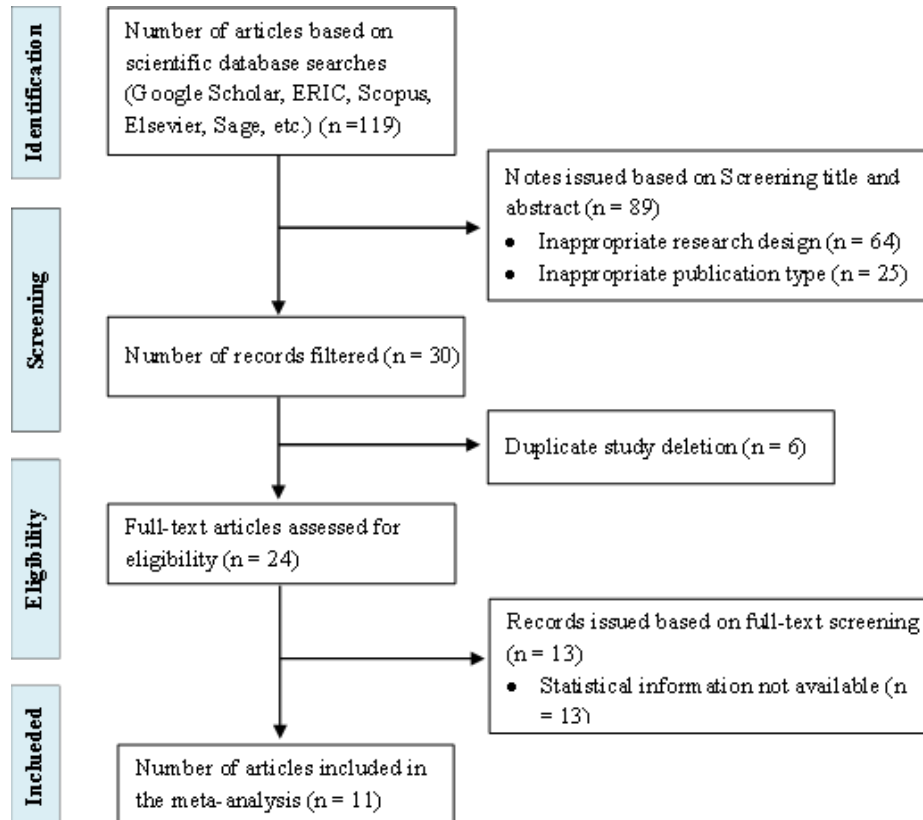 Identification
Number of articles based on
scientific database searches
(Google Scholar, ERIC, Scopus,
Elsevier, Sage, etc.) (n =119)
Notes issued based on Screening title and
abstract (n = 89)
● Inappropriate research design (n = 64)
● Inappropriate publication type (n = 25)
Screening
Number of records filtered (n = 30)
Duplicate study deletion (n = 6)
Eligibility
Full-text articles assessed for
eligibility (n = 24)
Records issued based on full-text screening
(n = 13)
● Statistical information not available (n
= 13)
Inclueded
Number of articles included in
the meta-analysis (n = 11)